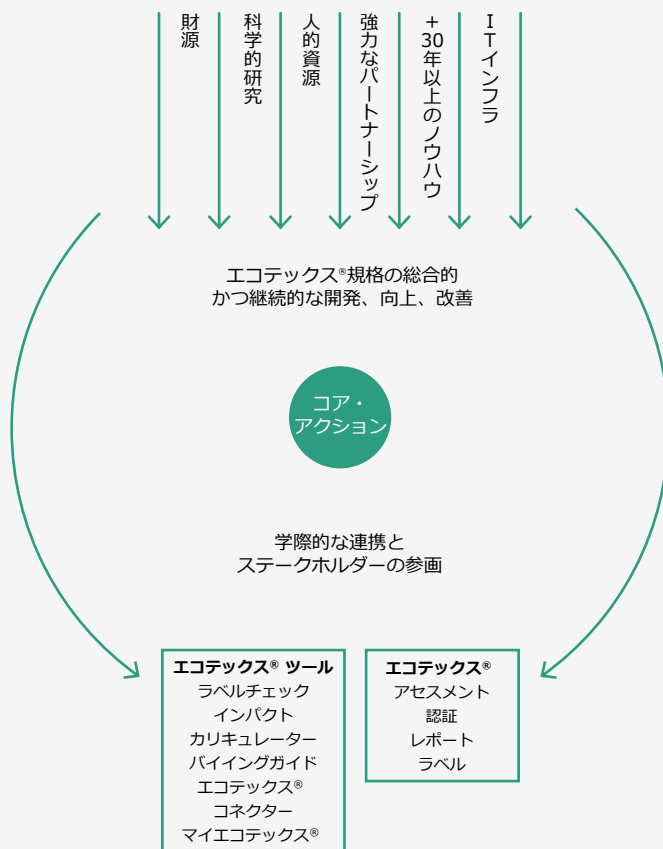 財源
科学的研究
人的資源
強力なパートナーシップ
+30年以上のノウハウ
ITインフラ
エコテックス®規格の総合的
かつ継続的な開発、向上、改善
コア・
アクション
学際的な連携と
ステークホルダーの参画
エコテックス® ツール
ラベルチェック
インパクト
カリキュレーター
バイイングガイド
エコテックス®
コネクター
マイエコテックス®
エコテックス®
アセスメント
認証
レポート
ラベル